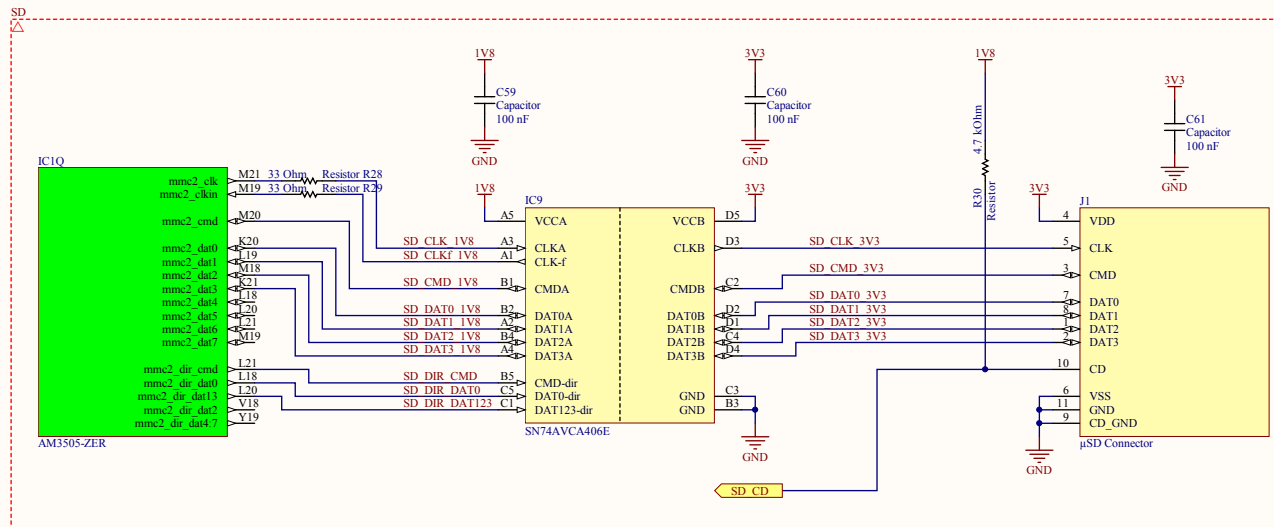 SD
1V8
3V3
1V8
3V3
C59
Capacitor
100 nF
C60
Capacitor
100 nF
4.7 kOhm
R30
Resistor
C61
Capacitor
100 nF
GND
GND
GND
IC1Q
mmc2_clk M21 33 Ohm Resistor R28
mmc2_clkin M19 33 Ohm Resistor R29
mmc2_cmd M20
mmc2_dat0 K20
mmc2_dat1 L19
mmc2_dat2 M18
mmc2_dat3 K21
mmc2_dat4 L18
mmc2_dat5 L20
mmc2_dat6 L21
mmc2_dat7 M19
mmc2_dir_cmd L21
mmc2_dir_dat0 L18
mmc2_dir_dat13 L20
mmc2_dir_dat2 V18
mmc2_dir_dat4:7 Y19
AM3505-ZER
SD_CLK_1V8
SD_CLKf_1V8
SD_CMD_1V8
SD_DAT0_1V8
SD_DAT1_1V8
SD_DAT2_1V8
SD_DAT3_1V8
SD_DIR_CMD
SD_DIR_DAT0
SD_DIR_DAT123
1V8
3V3
IC9
A5 VCCA
A3 CLKA
A1 CLK-f
B1 CMDA
B2 DAT0A
A2 DAT1A
B4 DAT2A
A4 DAT3A
B5 CMD-dir
C5 DAT0-dir
C1 DAT123-dir
VCCB D5
CLKB D3
CMDB C2
DAT0B D2
DAT1B D1
DAT2B C4
DAT3B D4
GND C3
GND B3
SN74AVCA406E
GND
SD_CLK_3V3
SD_CMD_3V3
SD_DAT0_3V3
SD_DAT1_3V3
SD_DAT2_3V3
SD_DAT3_3V3
3V3
J1
4 VDD
5 CLK
3 CMD
7 DAT0
8 DAT1
1 DAT2
2 DAT3
10 CD
6 VSS
11 GND
9 CD_GND
µSD Connector
GND
SD_CD